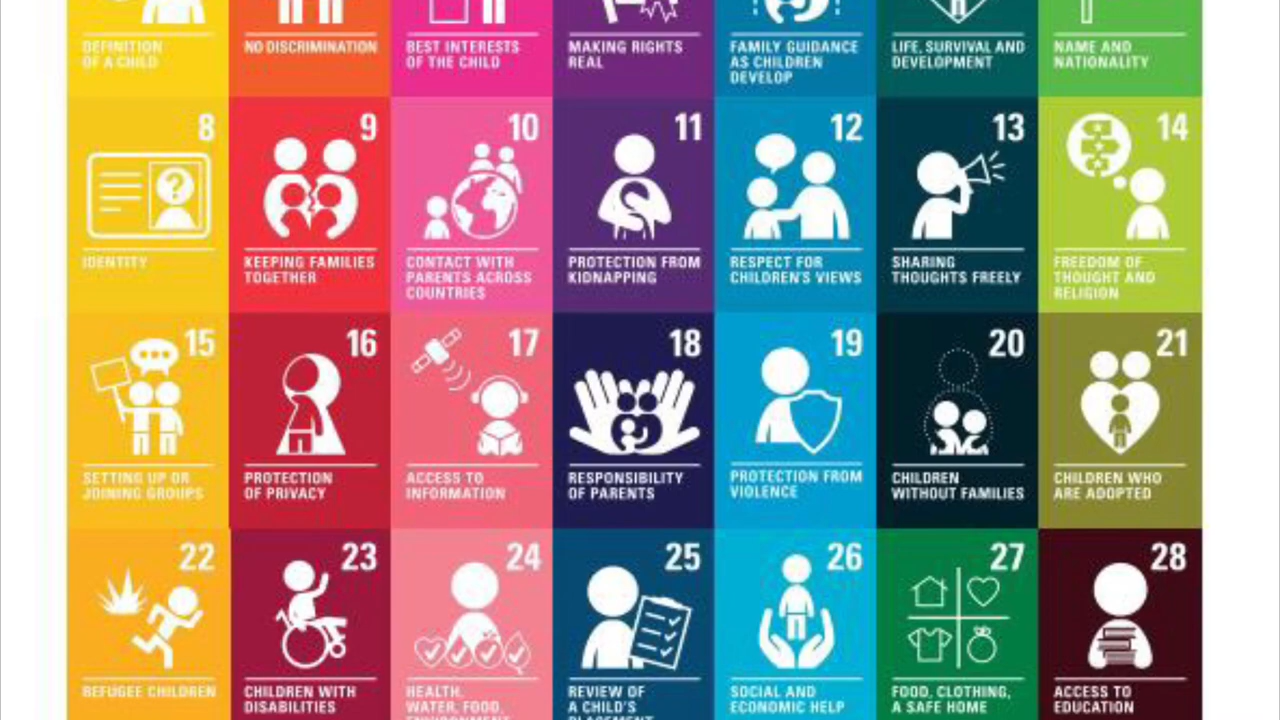 DEFINITION
OF A CHILD
NO DISCRIMINATION
BEST INTERESTS
OF THE CHILD
MAKING RIGHTS
REAL
FAMILY GUIDANCE
AS CHILDREN
DEVELOP
LIFE, SURVIVAL AND
DEVELOPMENT
NAME AND
NATIONALITY
8
?
IDENTITY
9
KEEPING FAMILIES
TOGETHER
10
CONTACT WITH
PARENTS ACROSS
COUNTRIES
11
PROTECTION FROM
KIDNAPPING
12
RESPECT FOR
CHILDREN'S VIEWS
13
SHARING
THOUGHTS FREELY
14
FREEDOM OF
THOUGHT AND
RELIGION
15
SETTING UP OR
JOINING GROUPS
16
PROTECTION
OF PRIVACY
17
ACCESS TO
INFORMATION
18
RESPONSIBILITY
OF PARENTS
19
PROTECTION FROM
VIOLENCE
20
CHILDREN
WITHOUT FAMILIES
21
CHILDREN WHO
ARE ADOPTED
22
REFUGEE CHILDREN
23
CHILDREN WITH
DISABILITIES
24
HEALTH,
WATER, FOOD,
ENVIRONMENT
25
REVIEW OF
A CHILD'S
PLACEMENT
26
SOCIAL AND
ECONOMIC HELP
27
FOOD, CLOTHING,
A SAFE HOME
28
ACCESS TO
EDUCATION